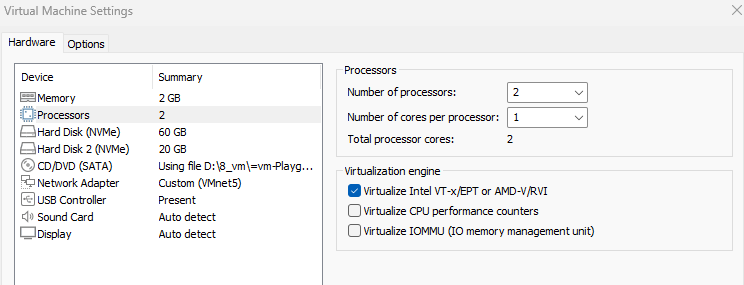 Virtual Machine Settings
Hardware
Options
Device Summary
Memory 2 GB
Processors 2
Hard Disk (NVMe) 60 GB
Hard Disk 2 (NVMe) 20 GB
CD/DVD (SATA) Using file D:\8_vm\=vm-Playg...
Network Adapter Custom (VMnet5)
USB Controller Present
Sound Card Auto detect
Display Auto detect
Processors
Number of processors: 2
Number of cores per processor: 1
Total processor cores: 2
Virtualization engine
Virtualize Intel VT-x/EPT or AMD-V/RVI
Virtualize CPU performance counters
Virtualize IOMMU (IO memory management unit)